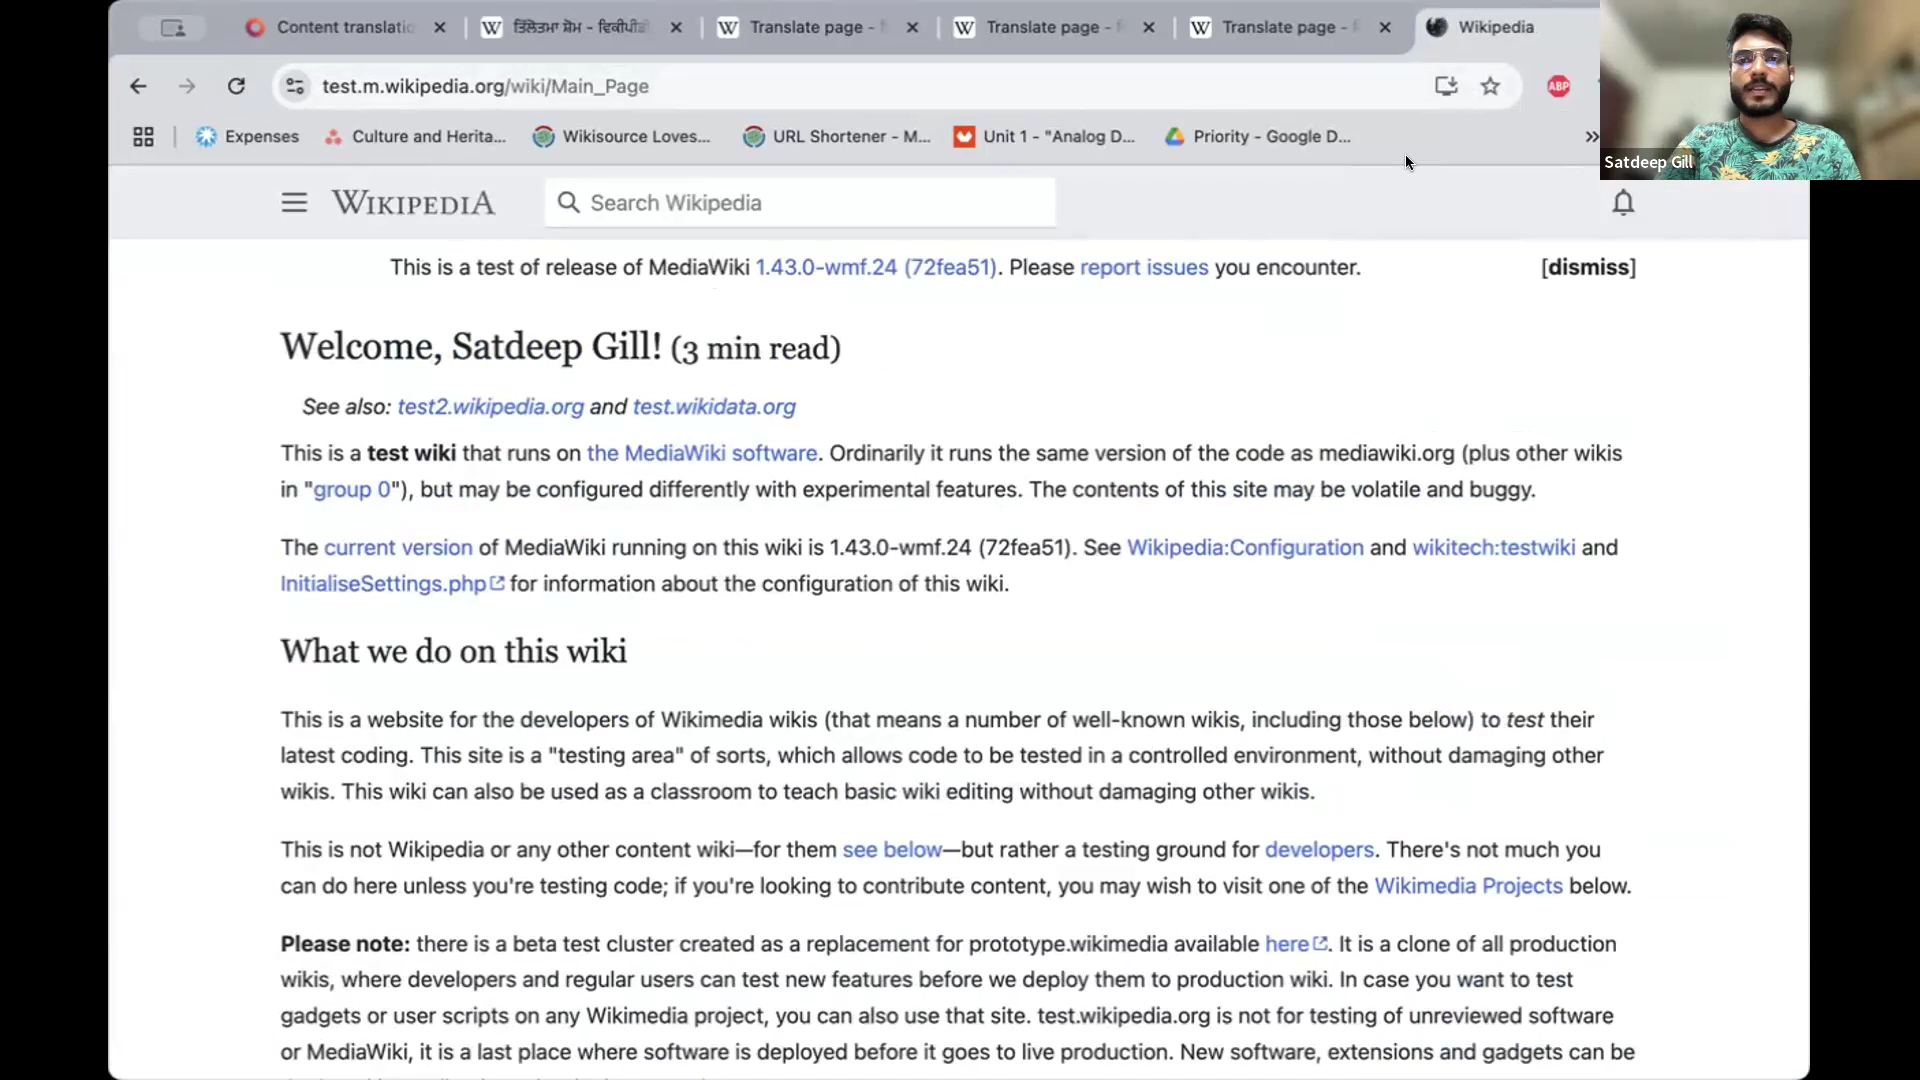 Content translati
ਤਿੱਲੋਤਮਾ ਸ਼ੋਮ - ਵਿਕੀਪੀ
Translate page -
Translate page -
Translate page -
Wikipedia
test.m.wikipedia.org/wiki/Main_Page
ABP
Expenses
Culture and Herita...
Wikisource Loves...
URL Shortener - M...
Unit 1 - "Analog D...
Priority - Google D...
»
Satdeep Gill
WIKIPEDIA
Search Wikipedia
This is a test of release of MediaWiki 1.43.0-wmf.24 (72fea51). Please report issues you encounter.
[dismiss]
Welcome, Satdeep Gill! (3 min read)
See also: test2.wikipedia.org and test.wikidata.org
This is a test wiki that runs on the MediaWiki software. Ordinarily it runs the same version of the code as mediawiki.org (plus other wikis
in "group 0"), but may be configured differently with experimental features. The contents of this site may be volatile and buggy.
The current version of MediaWiki running on this wiki is 1.43.0-wmf.24 (72fea51). See Wikipedia:Configuration and wikitech:testwiki and
InitialiseSettings.php for information about the configuration of this wiki.
What we do on this wiki
This is a website for the developers of Wikimedia wikis (that means a number of well-known wikis, including those below) to test their
latest coding. This site is a "testing area" of sorts, which allows code to be tested in a controlled environment, without damaging other
wikis. This wiki can also be used as a classroom to teach basic wiki editing without damaging other wikis.
This is not Wikipedia or any other content wiki—for them see below—but rather a testing ground for developers. There's not much you
can do here unless you're testing code; if you're looking to contribute content, you may wish to visit one of the Wikimedia Projects below.
Please note: there is a beta test cluster created as a replacement for prototype.wikimedia available here. It is a clone of all production
wikis, where developers and regular users can test new features before we deploy them to production wiki. In case you want to test
gadgets or user scripts on any Wikimedia project, you can also use that site. test.wikipedia.org is not for testing of unreviewed software
or MediaWiki, it is a last place where software is deployed before it goes to live production. New software, extensions and gadgets can be